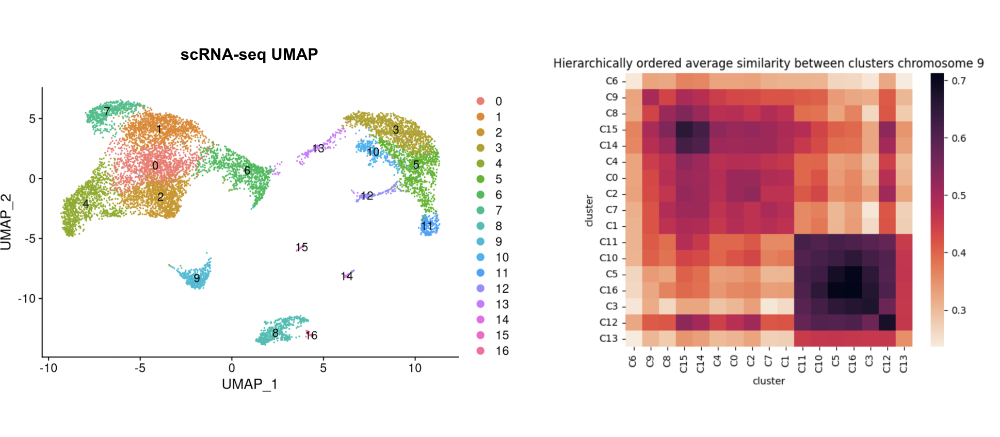 scRNA-seq UMAP
UMAP_2
5
0
-5
-10
-10 -5 0 5 10
UMAP_1
7
1
0
2
4
6
13
3
10
5
12
11
15
14
9
8
16
0
1
2
3
4
5
6
7
8
9
10
11
12
13
14
15
16
Hierarchically ordered average similarity between clusters chromosome 9
cluster
C6
C9
C8
C15
C14
C4
C0
C2
C7
C1
C11
C10
C5
C16
C3
C12
C13
C6 C9 C8 C15 C14 C4 C0 C2 C7 C1 C11 C10 C5 C16 C3 C12 C13
cluster
0.7
0.6
0.5
0.4
0.3